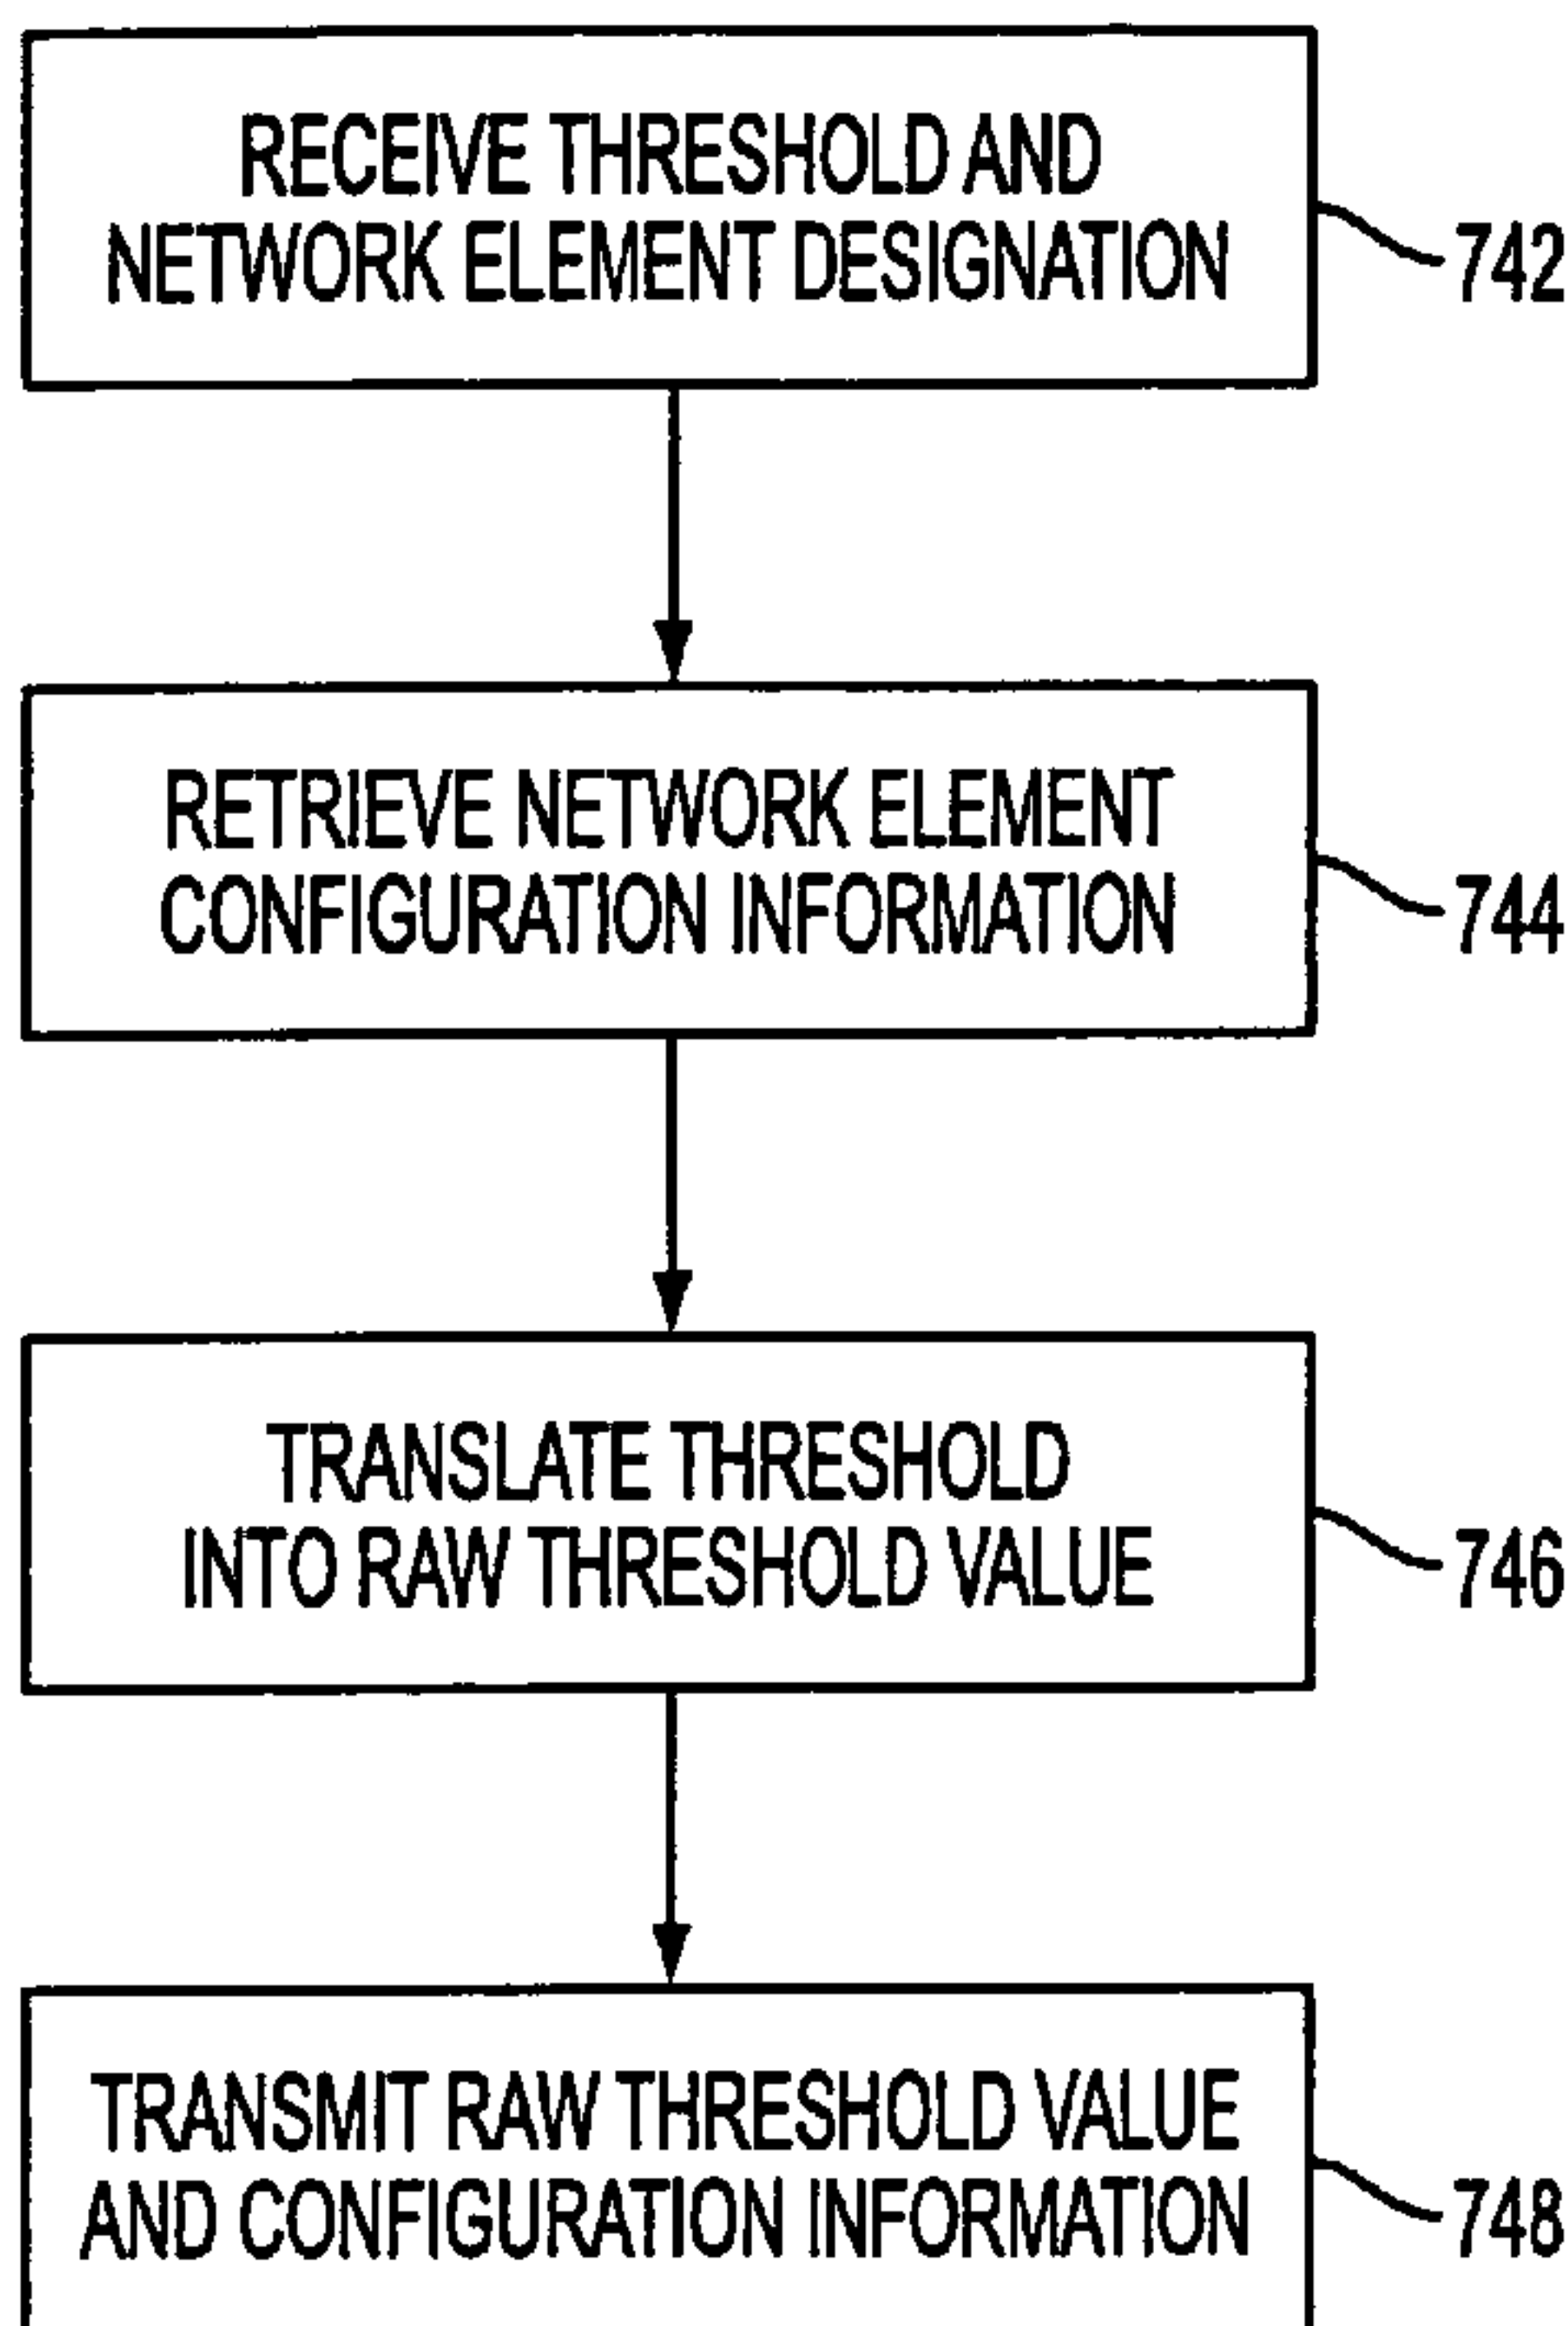 RECEIVE THRESHOLD AND
NETWORK ELEMENT DESIGNATION
742
RETRIEVE NETWORK ELEMENT
CONFIGURATION INFORMATION
744
TRANSLATE THRESHOLD
INTO RAW THRESHOLD VALUE
746
TRANSMIT RAW THRESHOLD VALUE
AND CONFIGURATION INFORMATION
748